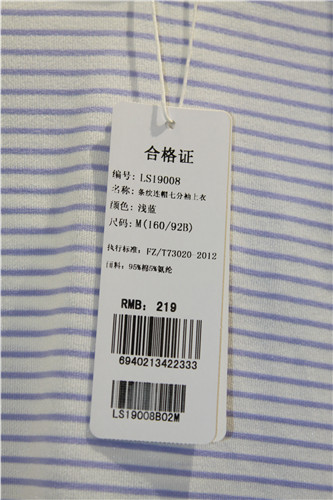 合格证
编号: LS19008
名称: 条纹连帽七分袖上衣
颜色: 浅蓝
尺码: M(160/92B)
执行标准: FZ/T73020-2012
面料: 95%棉5%氨纶
RMB: 219
6940213422333
LS19008B02M